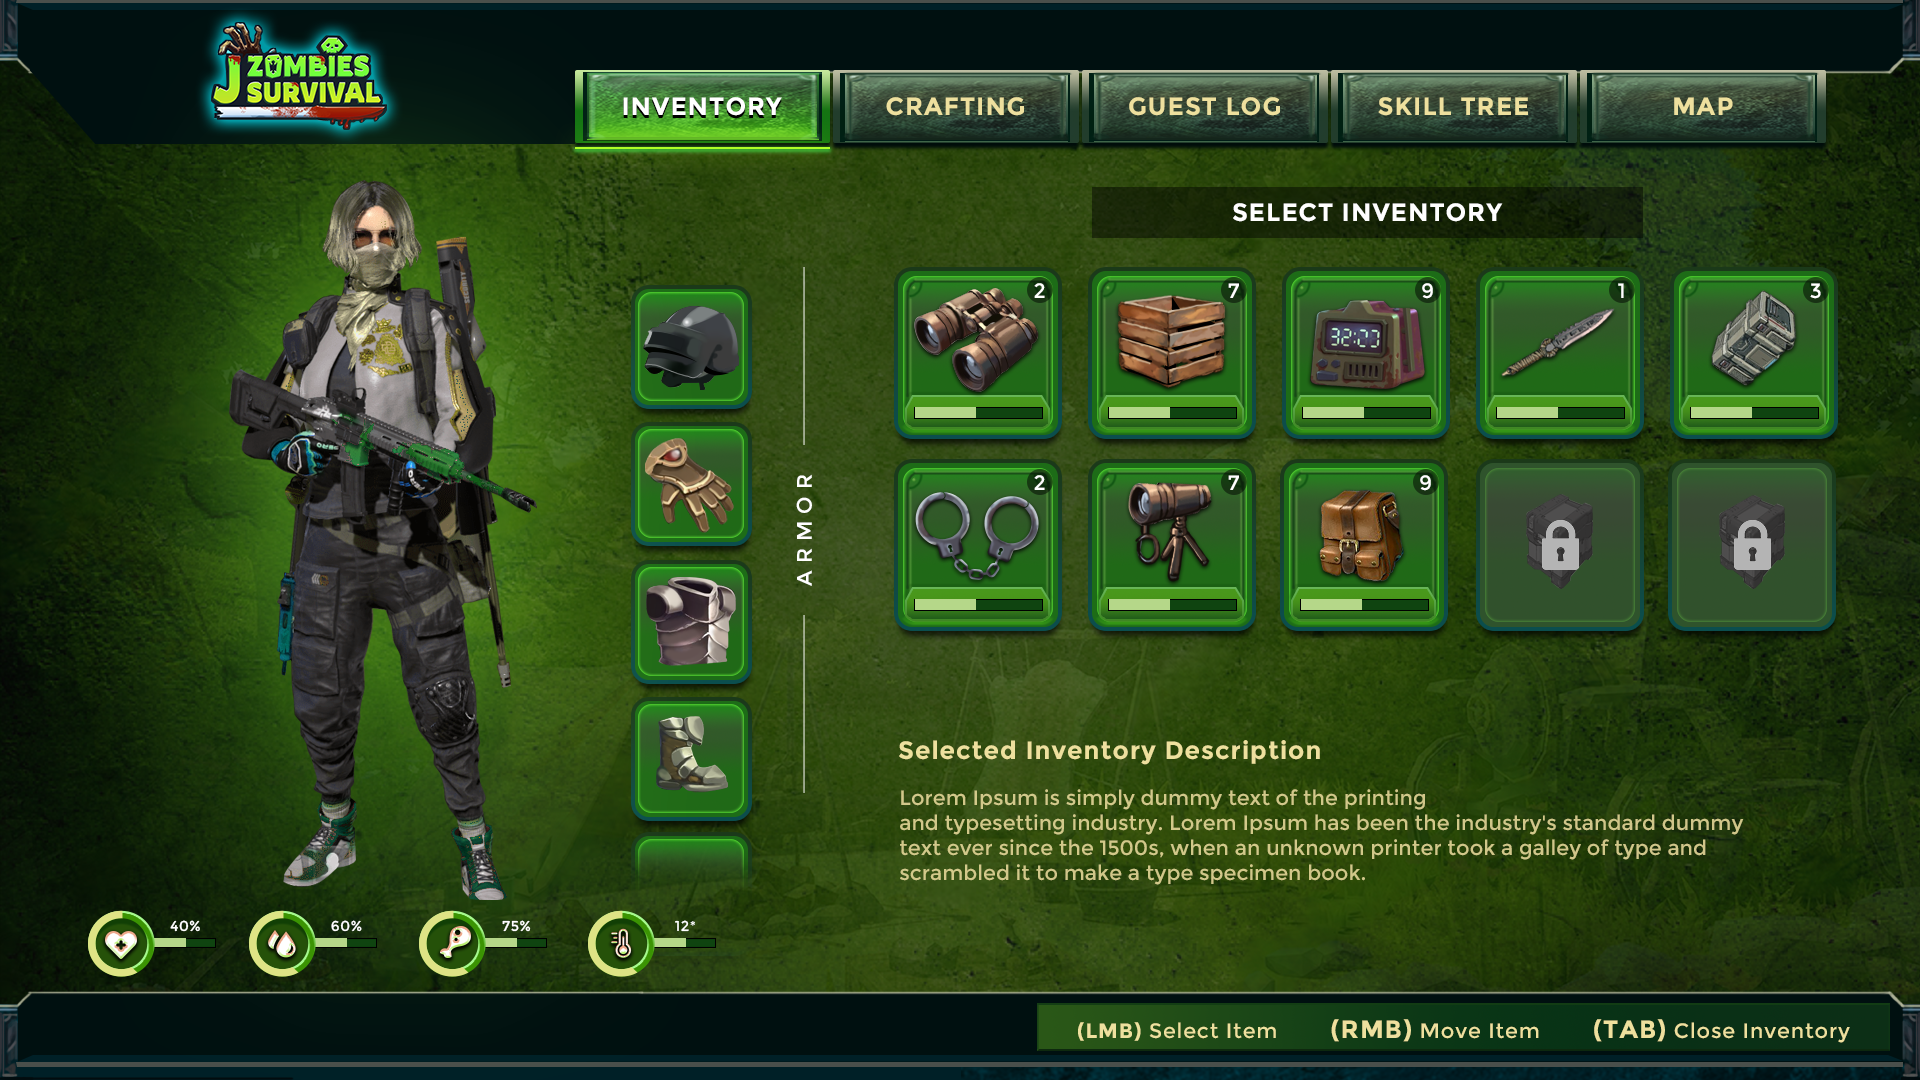 J ZOMBIES
SURVIVAL
INVENTORY
CRAFTING
GUEST LOG
SKILL TREE
MAP
SELECT INVENTORY
2
7
9
32:27
1
3
2
7
9
ARMOR
Selected Inventory Description
Lorem Ipsum is simply dummy text of the printing
and typesetting industry. Lorem Ipsum has been the industry's standard dummy
text ever since the 1500s, when an unknown printer took a galley of type and
scrambled it to make a type specimen book.
40%
60%
75%
12*
(LMB) Select Item
(RMB) Move Item
(TAB) Close Inventory